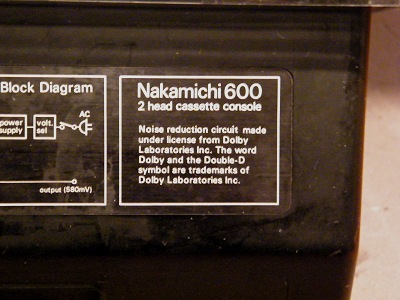 Block Diagram
power
supply
volt.
sel
AC
output (580mV)
Nakamichi 600
2 head cassette console
Noise reduction circuit made
under license from Dolby
Laboratories Inc. The word
Dolby and the Double-D
symbol are trademarks of
Dolby Laboratories Inc.